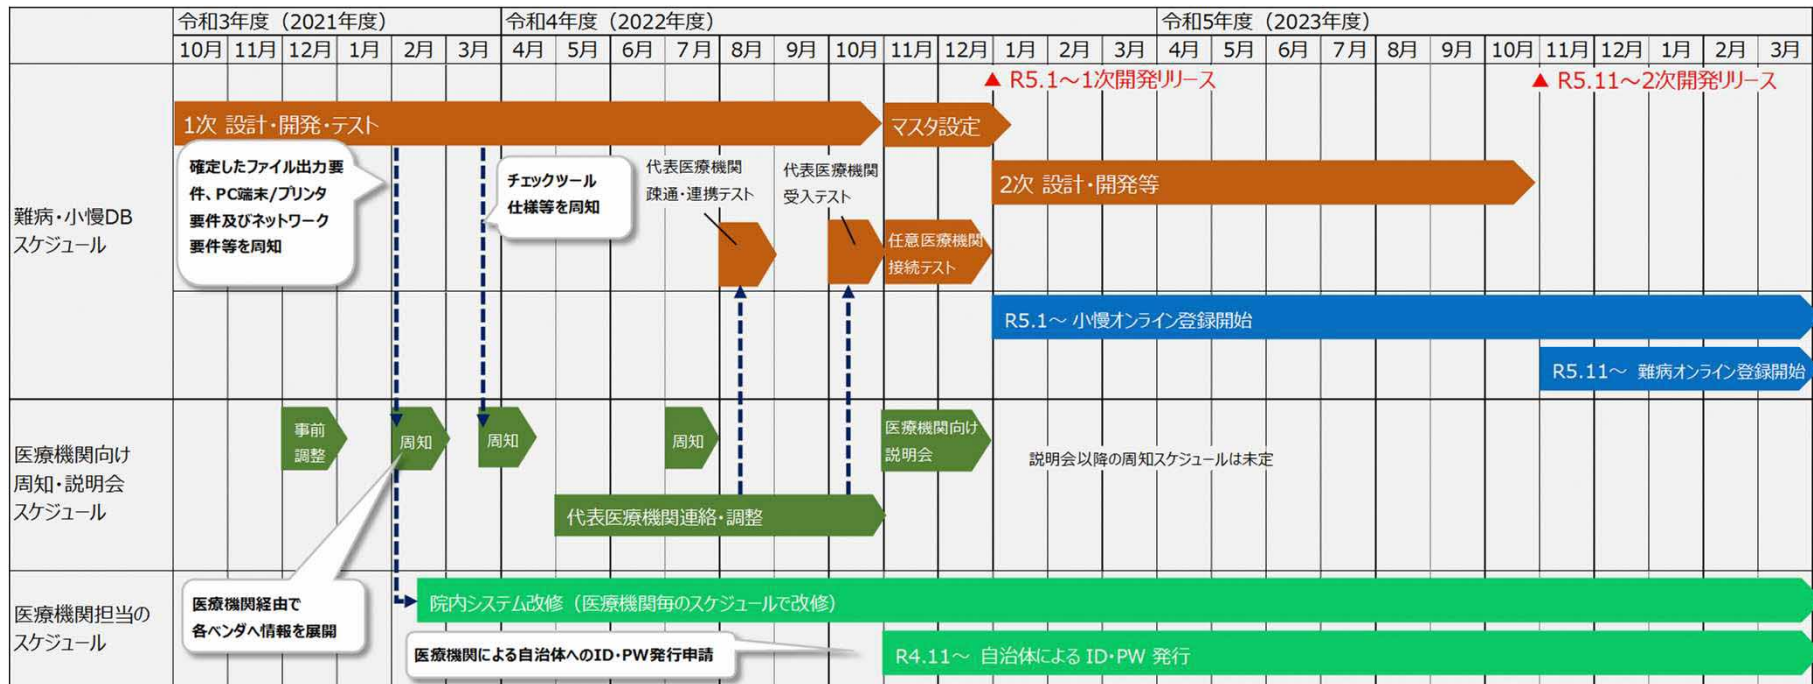 令和3年度（2021年度）
令和4年度（2022年度）
令和5年度（2023年度）
10月 11月 12月 1月 2月 3月 4月 5月 6月 7月 8月 9月 10月 11月 12月 1月 2月 3月 4月 5月 6月 7月 8月 9月 10月 11月 12月 1月 2月 3月
難病・小慢DB
スケジュール
▲ R5.1～1次開発リリース
▲ R5.11～2次開発リリース
1次 設計・開発・テスト
マスタ設定
確定したファイル出力要
件、PC端末/プリンタ
要件及びネットワーク
要件等を周知
チェックツール
仕様等を周知
代表医療機関
疎通・連携テスト
代表医療機関
受入テスト
2次 設計・開発等
任意医療機関
接続テスト
R5.1～ 小慢オンライン登録開始
R5.11～ 難病オンライン登録開始
医療機関向け
周知・説明会
スケジュール
事前
調整
周知
周知
周知
医療機関向け
説明会
説明会以降の周知スケジュールは未定
代表医療機関連絡・調整
医療機関担当の
スケジュール
医療機関経由で
各ベンダへ情報を展開
院内システム改修（医療機関毎のスケジュールで改修）
医療機関による自治体へのID・PW発行申請
R4.11～ 自治体による ID・PW 発行